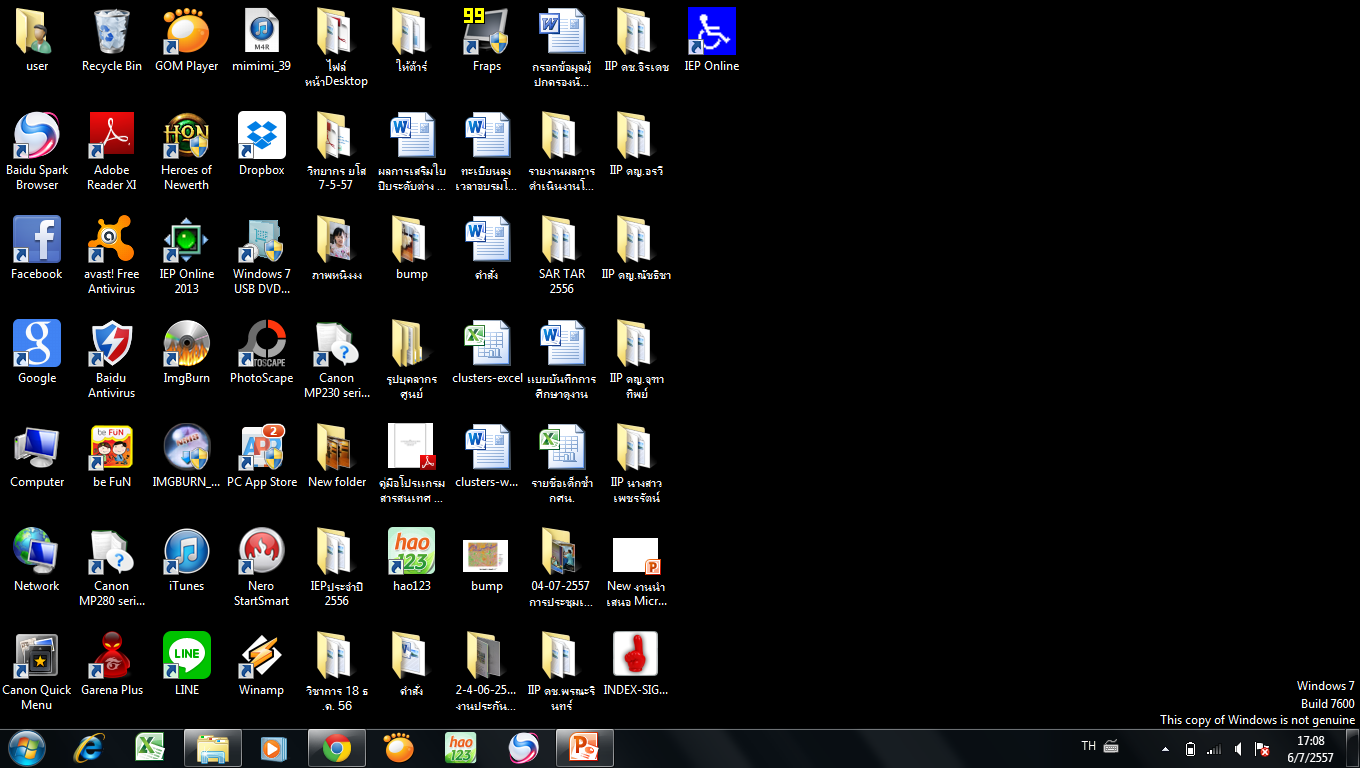 99
user
Recycle Bin
GOM Player
M4R
mimimi_39
ไฟล์
หน้าDesktop
ให้ต้าร์
Fraps
กรอกข้อมูลผู้
ปกครองนั...
IIP ดช.จิรเดช
IEP Online
Baidu Spark
Browser
Adobe
Reader XI
HON
Heroes of
Newerth
Dropbox
วิทยากร ยโส
7-5-57
ผลการเสริมใบ
ปีประดับต่าง ...
ทะเบียนลง
เวลาอบรมโ...
รายงานผลการ
ดำเนินงานโ...
IIP ดญ.อรวี
Facebook
avast! Free
Antivirus
IEP Online
2013
Windows 7
USB DVD...
ภาพหนิงงง
bump
คำสั่ง
SAR TAR
2556
IIP ดญ.ณัชธิชา
Google
Baidu
Antivirus
ImgBurn
PhotoScape
Canon
MP230 seri...
รูปบุคลากร
ศูนย์
clusters-excel
แบบบันทึกการ
ศึกษาดูงาน
IIP ดญ.จุฑา
ทิพย์
Computer
be FuN
be FuN
IMGBURN_...
APP
2
PC App Store
New folder
คู่มือโปรแกรม
สารสนเทศ ...
clusters-w...
รายชื่อเด็กซ้ำ
กศน.
IIP นางสาว
เพชรรัตน์
Network
Canon
MP280 seri...
iTunes
Nero
StartSmart
IEPประจำปี
2556
hao
123
hao123
bump
04-07-2557
การประชุมเ...
New งานนำ
เสนอ Micr...
Canon Quick
Menu
Garena Plus
LINE
LINE
Winamp
วิชาการ 18 ธ
.ค. 56
คำสั่ง
2-4-06-25...
งานประกัน...
IIP ดช.พรณะริ
นทร์
INDEX-SIG...
Windows 7
Build 7600
This copy of Windows is not genuine
hao
123
TH
17:08
6/7/2557